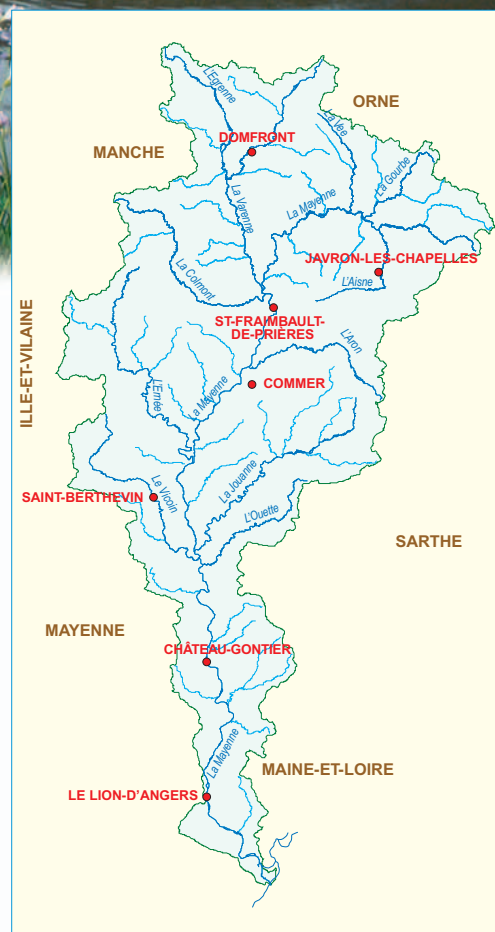 L'Egrenne
ORNE
La Vée
DOMFRONT
MANCHE
La Gourbe
La Varenne
La Mayenne
JAVRON-LES-CHAPELLES
La Colmont
L'Aisne
ST-FRAIMBAULT-
DE-PRIÈRES
ILLE-ET-VILAINE
L'Aron
COMMER
La Mayenne
L'Ernée
SAINT-BERTHEVIN
Le Vicoin
La Jouanne
L'Ouette
SARTHE
MAYENNE
CHÂTEAU-GONTIER
La Mayenne
MAINE-ET-LOIRE
LE LION-D'ANGERS